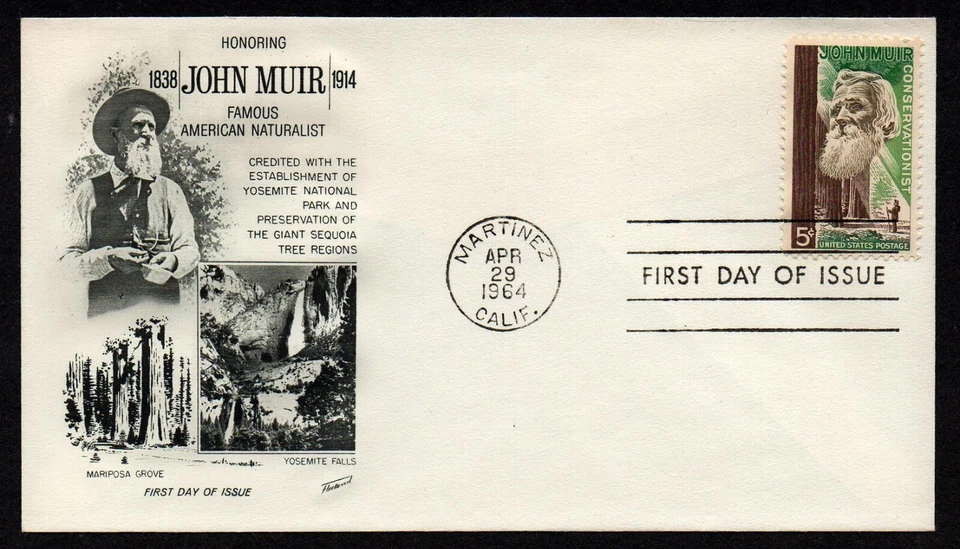 HONORING
1838 JOHN MUIR 1914
FAMOUS
AMERICAN NATURALIST
CREDITED WITH THE
ESTABLISHMENT OF
YOSEMITE NATIONAL
PARK AND
PRESERVATION OF
THE GIANT SEQUOIA
TREE REGIONS
MARIPOSA GROVE
YOSEMITE FALLS
FIRST DAY OF ISSUE
Fleetwood
MARTINEZ
APR
29
1964
CALIF.
JOHN MUIR
CONSERVATIONIST
5¢
UNITED STATES POSTAGE
FIRST DAY OF ISSUE